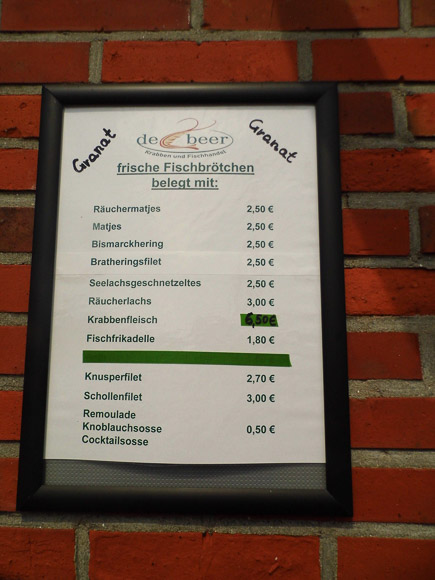 Granat
de beer
Granat
Krabben und Fischhandel
frische Fischbrötchen
belegt mit:
Räuchermatjes 2,50 €
Matjes 2,50 €
Bismarckhering 2,50 €
Bratheringsfilet 2,50 €
Seelachsgeschnetzeltes 2,50 €
Räucherlachs 3,00 €
Krabbenfleisch 6,50€
Fischfrikadelle 1,80 €
Knusperfilet 2,70 €
Schollenfilet 3,00 €
Remoulade
Knoblauchsosse 0,50 €
Cocktailsosse